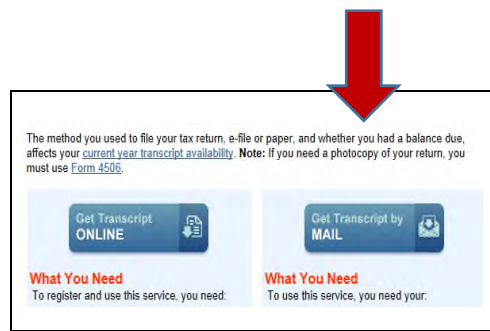 The method you used to file your tax return, e-file or paper, and whether you had a balance due,
affects your current year transcript availability. Note: If you need a photocopy of your return, you
must use Form 4506.
Get Transcript
ONLINE
Get Transcript by
MAIL
What You Need
To register and use this service, you need:
What You Need
To use this service, you need your: